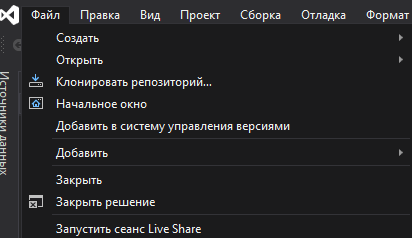 Файл Правка Вид Проект Сборка Отладка Формат
Создать
Открыть
Клонировать репозиторий...
Начальное окно
Добавить в систему управления версиями
Добавить
Закрыть
Закрыть решение
Запустить сеанс Live Share
Источники данных